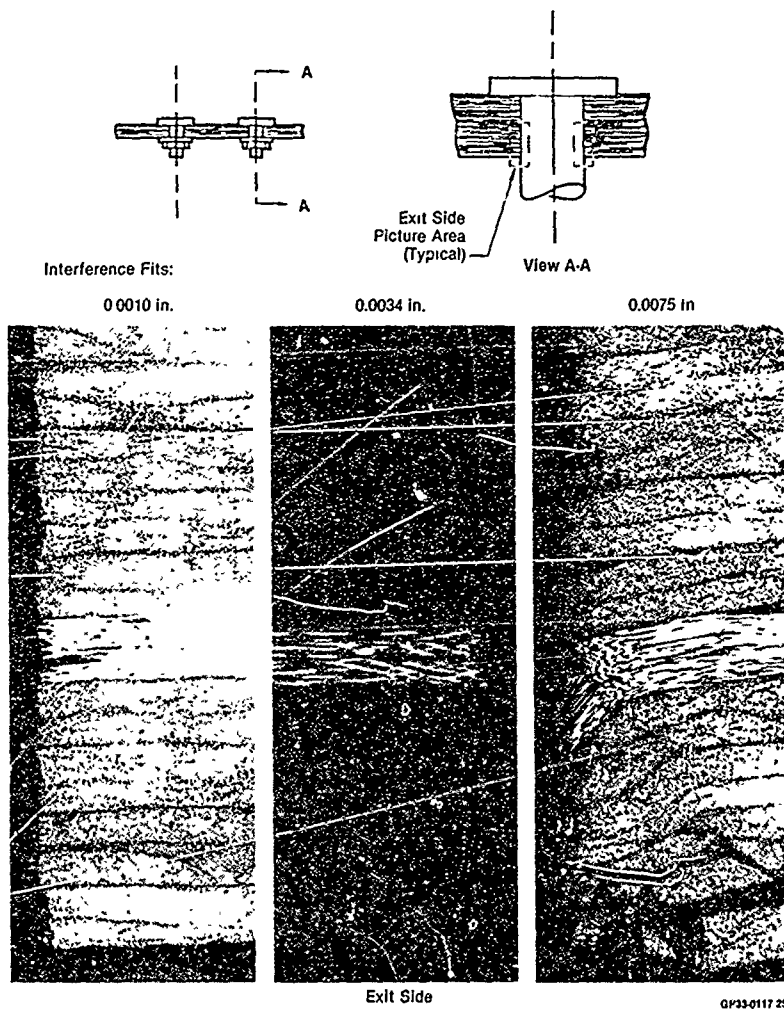 A
A
Exit Side
Picture Area
(Typical)
View A-A
Interference Fits:
0 0010 in.
0.0034 in.
0.0075 in
Exit Side